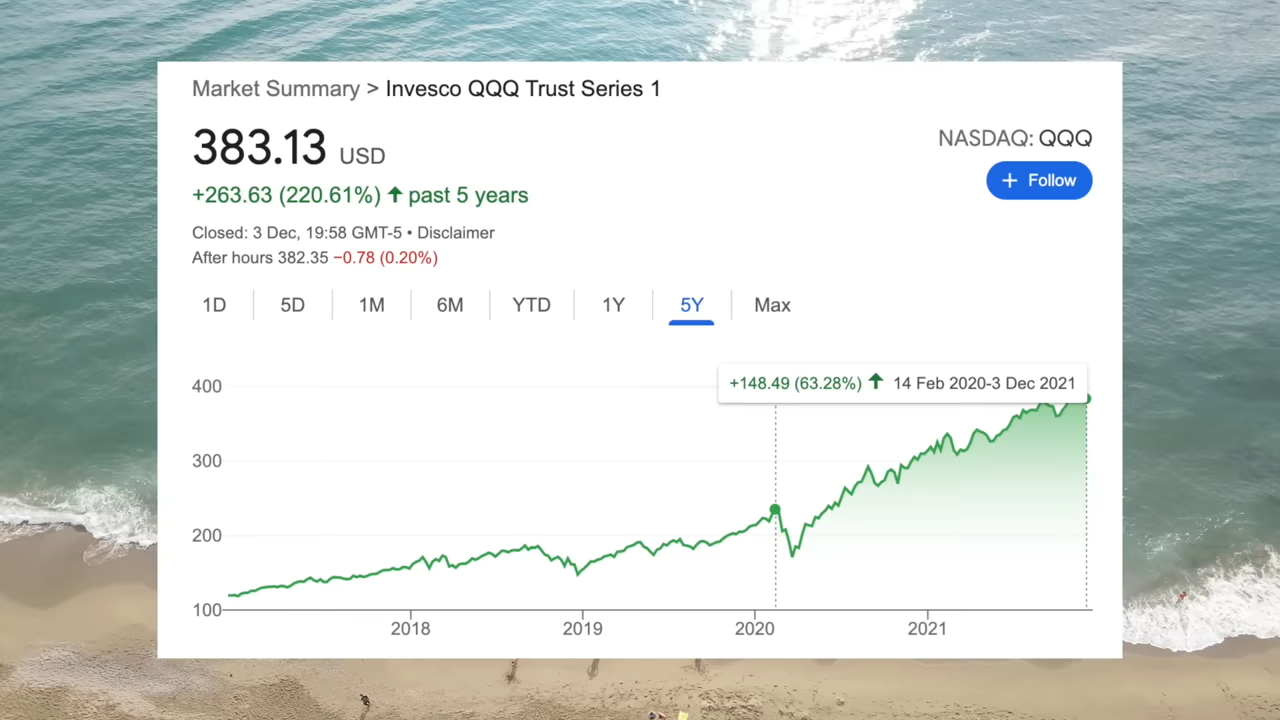 Market Summary > Invesco QQQ Trust Series 1
383.13 USD
NASDAQ: QQQ
+ Follow
+263.63 (220.61%) ↑ past 5 years
Closed: 3 Dec, 19:58 GMT-5 • Disclaimer
After hours 382.35 −0.78 (0.20%)
1D 5D 1M 6M YTD 1Y 5Y Max
+148.49 (63.28%) ↑ 14 Feb 2020-3 Dec 2021
400
300
200
100
2018 2019 2020 2021